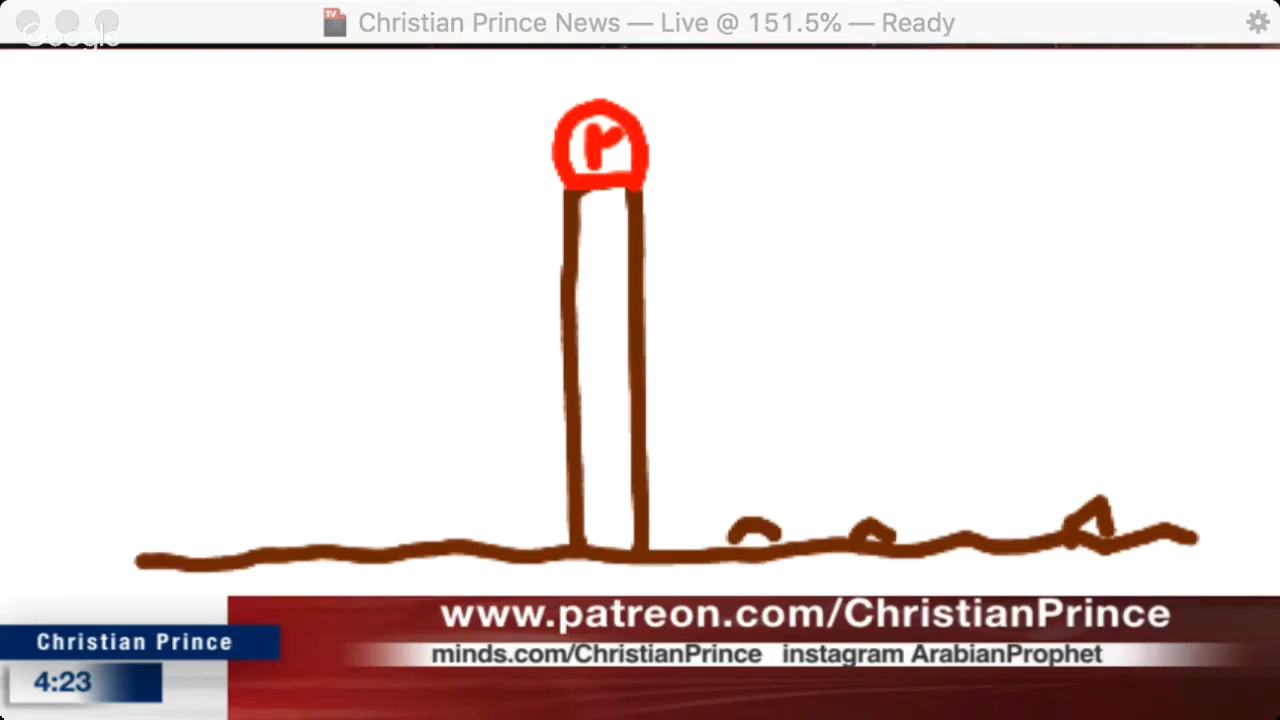 Christian Prince News — Live @ 151.5% — Ready
Google
r
www.patreon.com/ChristianPrince
Christian Prince
minds.com/ChristianPrince instagram ArabianProphet
4:23